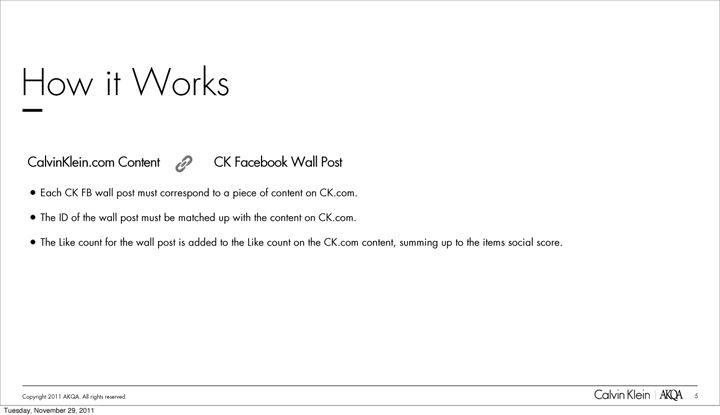 How it Works
CalvinKlein.com Content
CK Facebook Wall Post
• Each CK FB wall post must correspond to a piece of content on CK.com.
• The ID of the wall post must be matched up with the content on CK.com.
• The Like count for the wall post is added to the Like count on the CK.com content, summing up to the items social score.
Copyright 2011 AKQA. All rights reserved.
Calvin Klein | AKQA 5
Tuesday, November 29, 2011